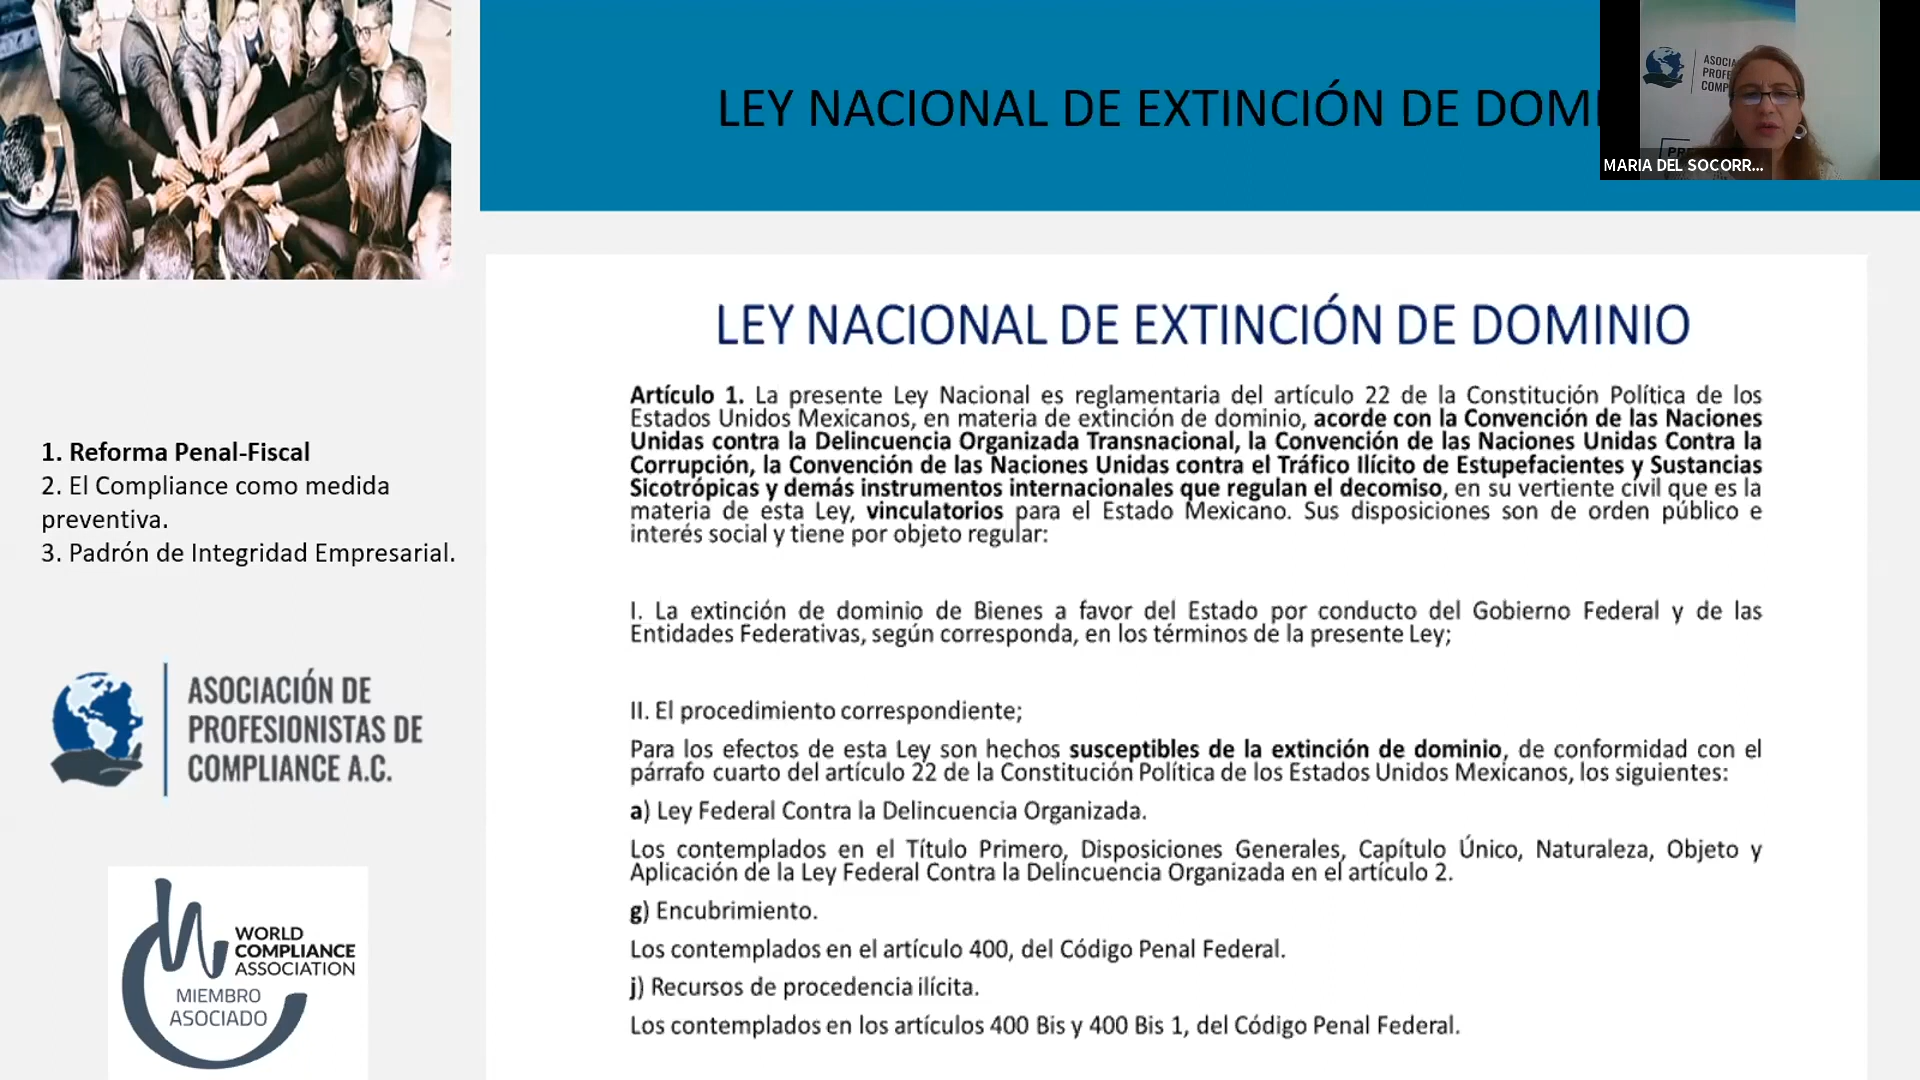 LEY NACIONAL DE EXTINCIÓN DE DOMI
MARIA DEL SOCORR...
1. Reforma Penal-Fiscal
2. El Compliance como medida
preventiva.
3. Padrón de Integridad Empresarial.
ASOCIACIÓN DE
PROFESIONISTAS DE
COMPLIANCE A.C.
WORLD
COMPLIANCE
ASSOCIATION
MIEMBRO
ASOCIADO
LEY NACIONAL DE EXTINCIÓN DE DOMINIO
Artículo 1. La presente Ley Nacional es reglamentaria del artículo 22 de la Constitución Política de los
Estados Unidos Mexicanos, en materia de extinción de dominio, acorde con la Convención de las Naciones
Unidas contra la Delincuencia Organizada Transnacional, la Convención de las Naciones Unidas Contra la
Corrupción, la Convención de las Naciones Unidas contra el Tráfico Ilícito de Estupefacientes y Sustancias
Sicotrópicas y demás instrumentos internacionales que regulan el decomiso, en su vertiente civil que es la
materia de esta Ley, vinculatorios para el Estado Mexicano. Sus disposiciones son de orden público e
interés social y tiene por objeto regular:
I. La extinción de dominio de Bienes a favor del Estado por conducto del Gobierno Federal y de las
Entidades Federativas, según corresponda, en los términos de la presente Ley;
II. El procedimiento correspondiente;
Para los efectos de esta Ley son hechos susceptibles de la extinción de dominio, de conformidad con el
párrafo cuarto del artículo 22 de la Constitución Política de los Estados Unidos Mexicanos, los siguientes:
a) Ley Federal Contra la Delincuencia Organizada.
Los contemplados en el Título Primero, Disposiciones Generales, Capítulo Único, Naturaleza, Objeto y
Aplicación de la Ley Federal Contra la Delincuencia Organizada en el artículo 2.
g) Encubrimiento.
Los contemplados en el artículo 400, del Código Penal Federal.
j) Recursos de procedencia ilícita.
Los contemplados en los artículos 400 Bis y 400 Bis 1, del Código Penal Federal.